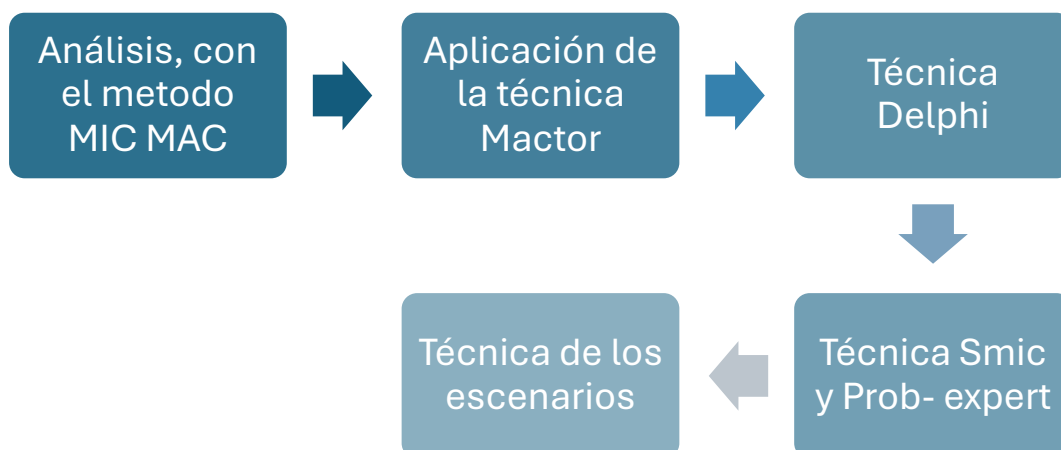 Análisis, con
el metodo
MIC MAC
Aplicación de
la técnica
Mactor
Técnica
Delphi
Técnica Smic
y Prob- expert
Técnica de los
escenarios